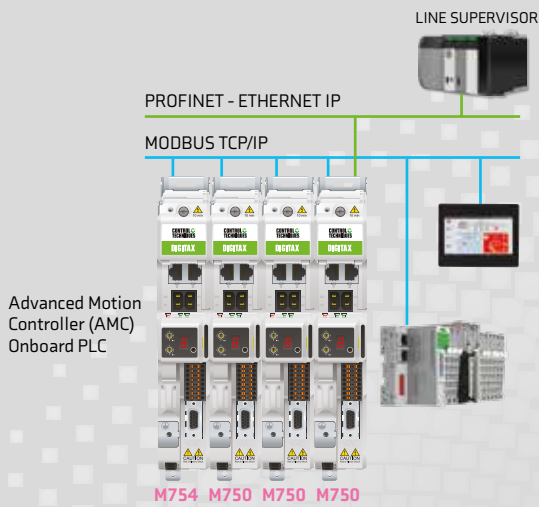 LINE SUPERVISOR
PROFINET - ETHERNET IP
MODBUS TCP/IP
CONTROL TECHNIQUES
CONTROL TECHNIQUES
CONTROL TECHNIQUES
CONTROL TECHNIQUES
DIGITAX
DIGITAX
DIGITAX
DIGITAX
Advanced Motion
Controller (AMC)
Onboard PLC
CAUTION
CAUTION
CAUTION
CAUTION
M754 M750 M750 M750